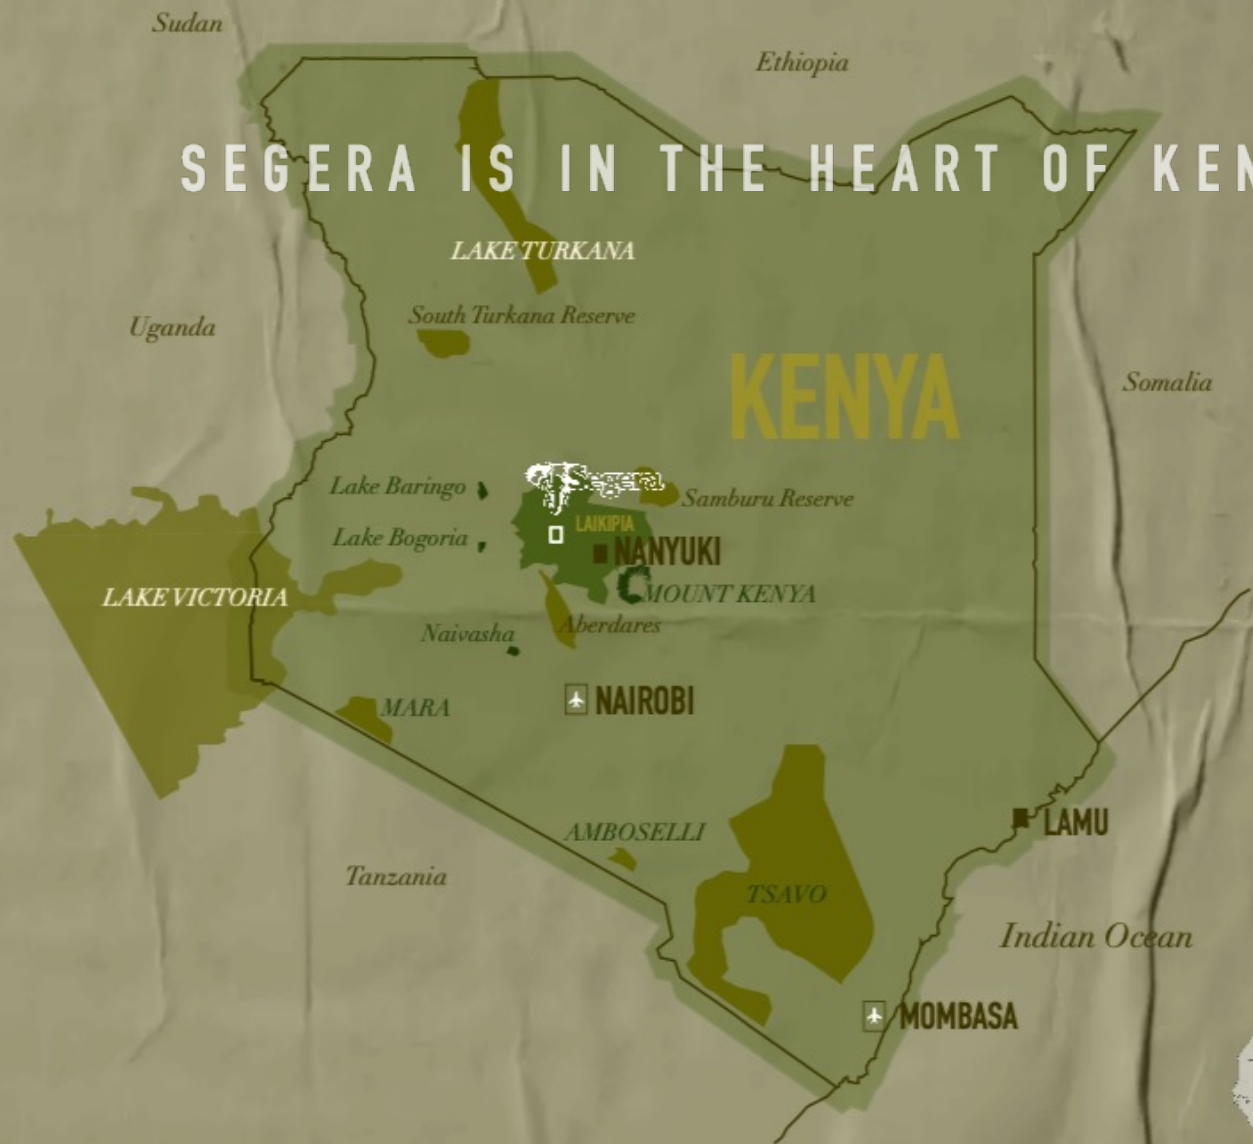 Sudan
Ethiopia
SEGERA IS IN THE HEART OF KEN
LAKE TURKANA
South Turkana Reserve
Uganda
KENYA
Somalia
Segera
Lake Baringo
Samburu Reserve
LAIKIPIA
Lake Bogoria
NANYUKI
MOUNT KENYA
LAKE VICTORIA
Aberdares
Naivasha
NAIROBI
MARA
LAMU
AMBOSELLI
Tanzania
TSAVO
Indian Ocean
MOMBASA